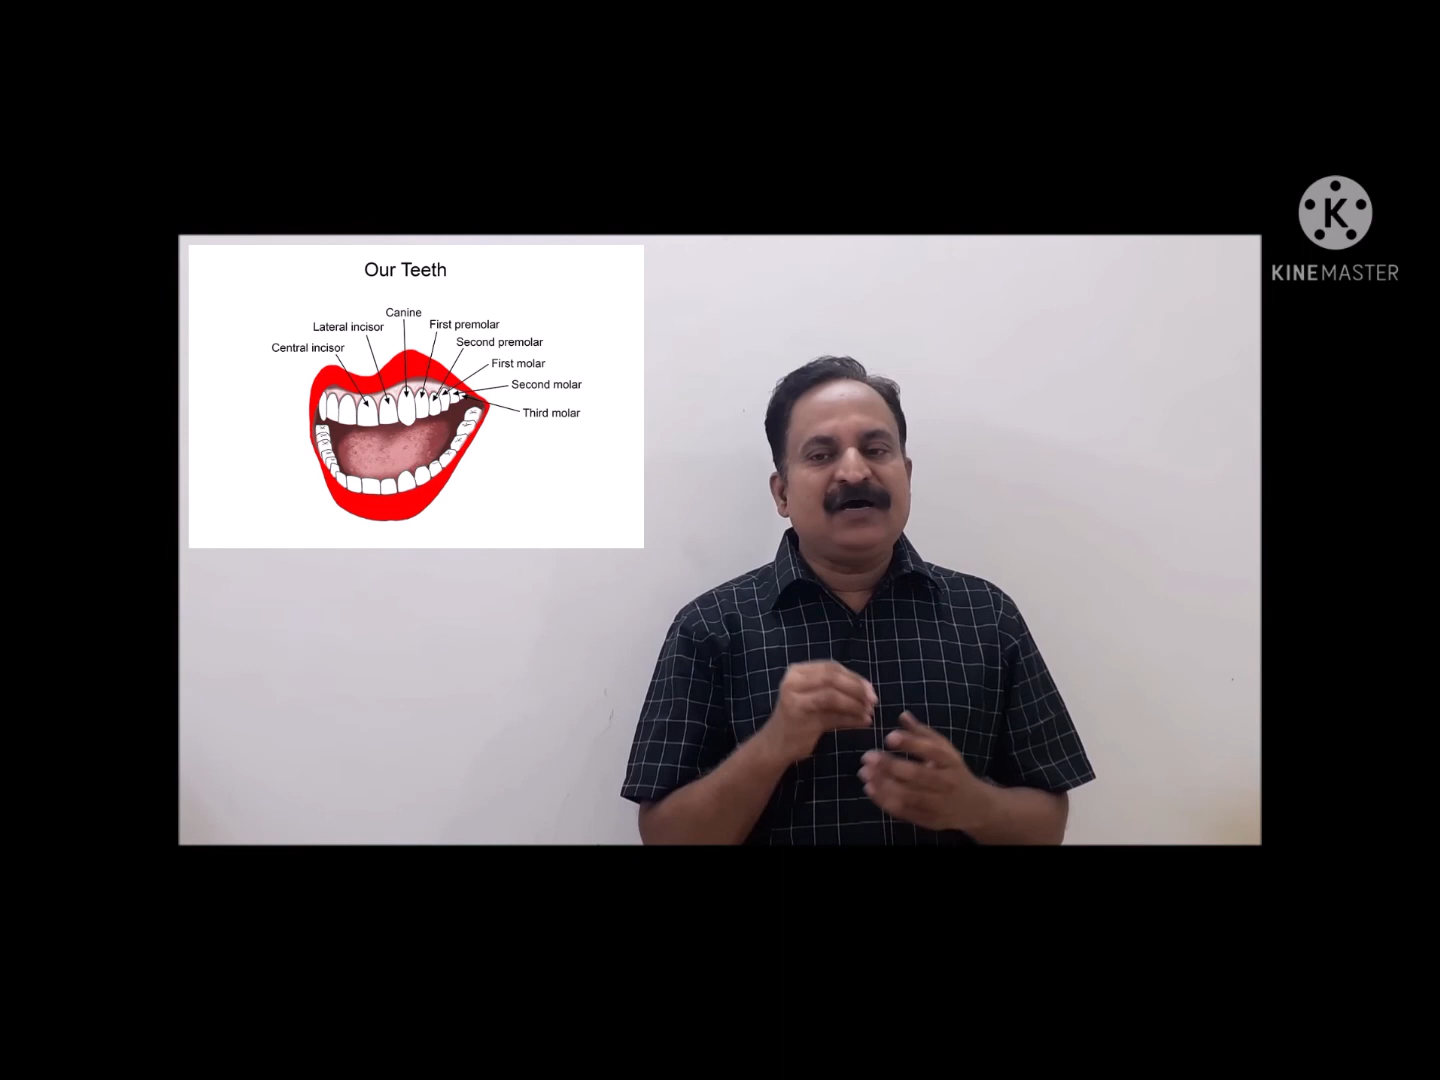 Our Teeth
Canine
Lateral incisor
First premolar
Central incisor
Second premolar
First molar
Second molar
Third molar
K
KINEMASTER